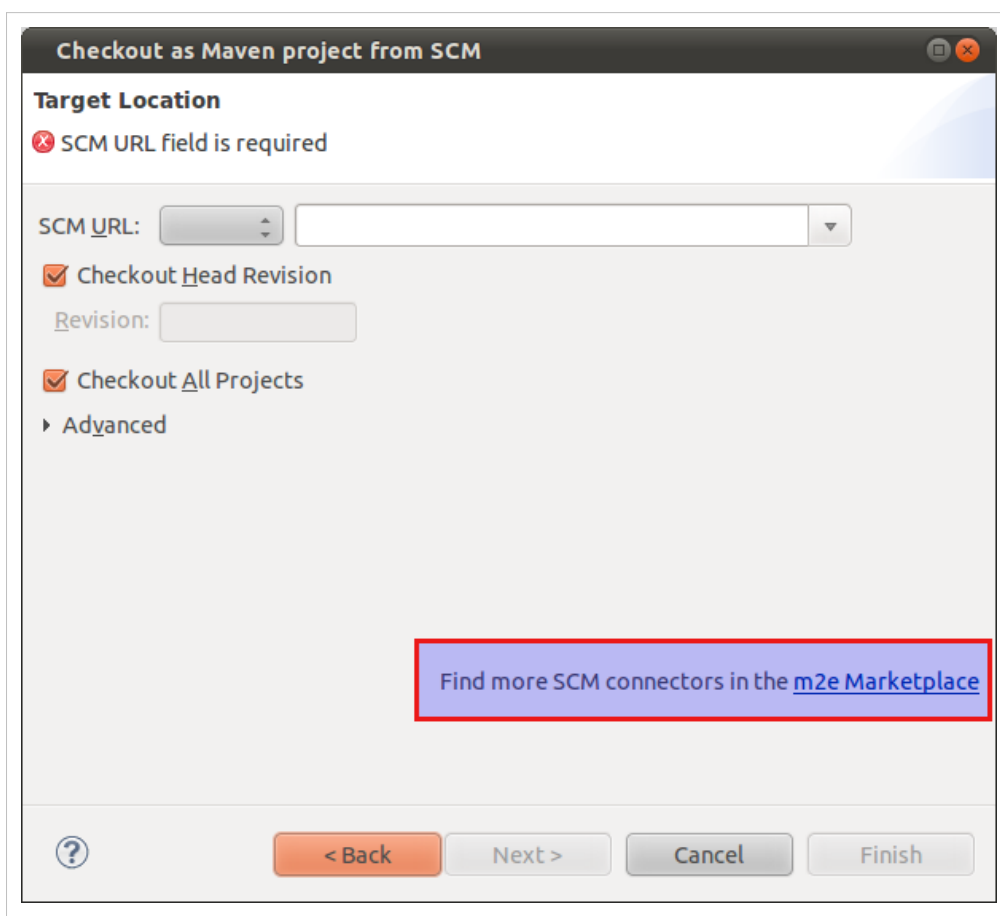 Checkout as Maven project from SCM
Target Location
SCM URL field is required
SCM URL:
Checkout Head Revision
Revision:
Checkout All Projects
Advanced
Find more SCM connectors in the m2e Marketplace
? < Back Next > Cancel Finish